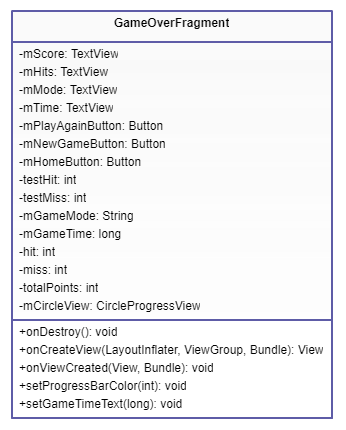 GameOverFragment
-mScore: TextView
-mHits: TextView
-mMode: TextView
-mTime: TextView
-mPlayAgainButton: Button
-mNewGameButton: Button
-mHomeButton: Button
-testHit: int
-testMiss: int
-mGameMode: String
-mGameTime: long
-hit: int
-miss: int
-totalPoints: int
-mCircleView: CircleProgressView
+onDestroy(): void
+onCreateView(LayoutInflater, ViewGroup, Bundle): View
+onViewCreated(View, Bundle): void
+setProgressBarColor(int): void
+setGameTimeText(long): void